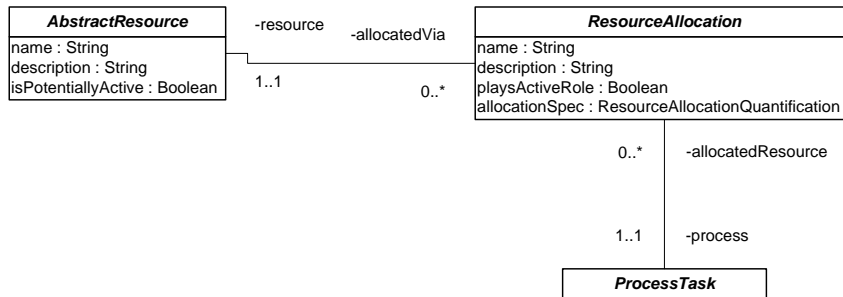 AbstractResource
name : String
description : String
isPotentiallyActive : Boolean
-resource
-allocatedVia
1..1
0..*
ResourceAllocation
name : String
description : String
playsActiveRole : Boolean
allocationSpec : ResourceAllocationQuantification
0..*
-allocatedResource
1..1
-process
ProcessTask